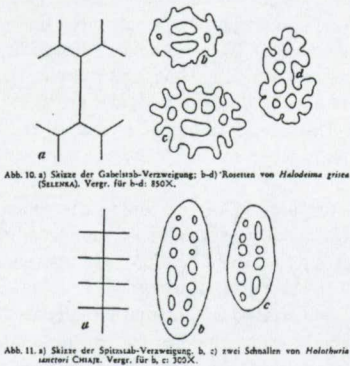 a
b
c
d
Abb. 10. a) Skizze der Gabelstab-Verzweigung; b-d) Rosetten von Halodeima grisea
(SELENKA). Vergr. für b-d: 850X.
a
b
c
Abb. 11. a) Skizze der Spitzstab-Verzweigung. b, c) zwei Schnallen von Holothuria
sanctori CHIAJE. Vergr. für b, c: 305X.